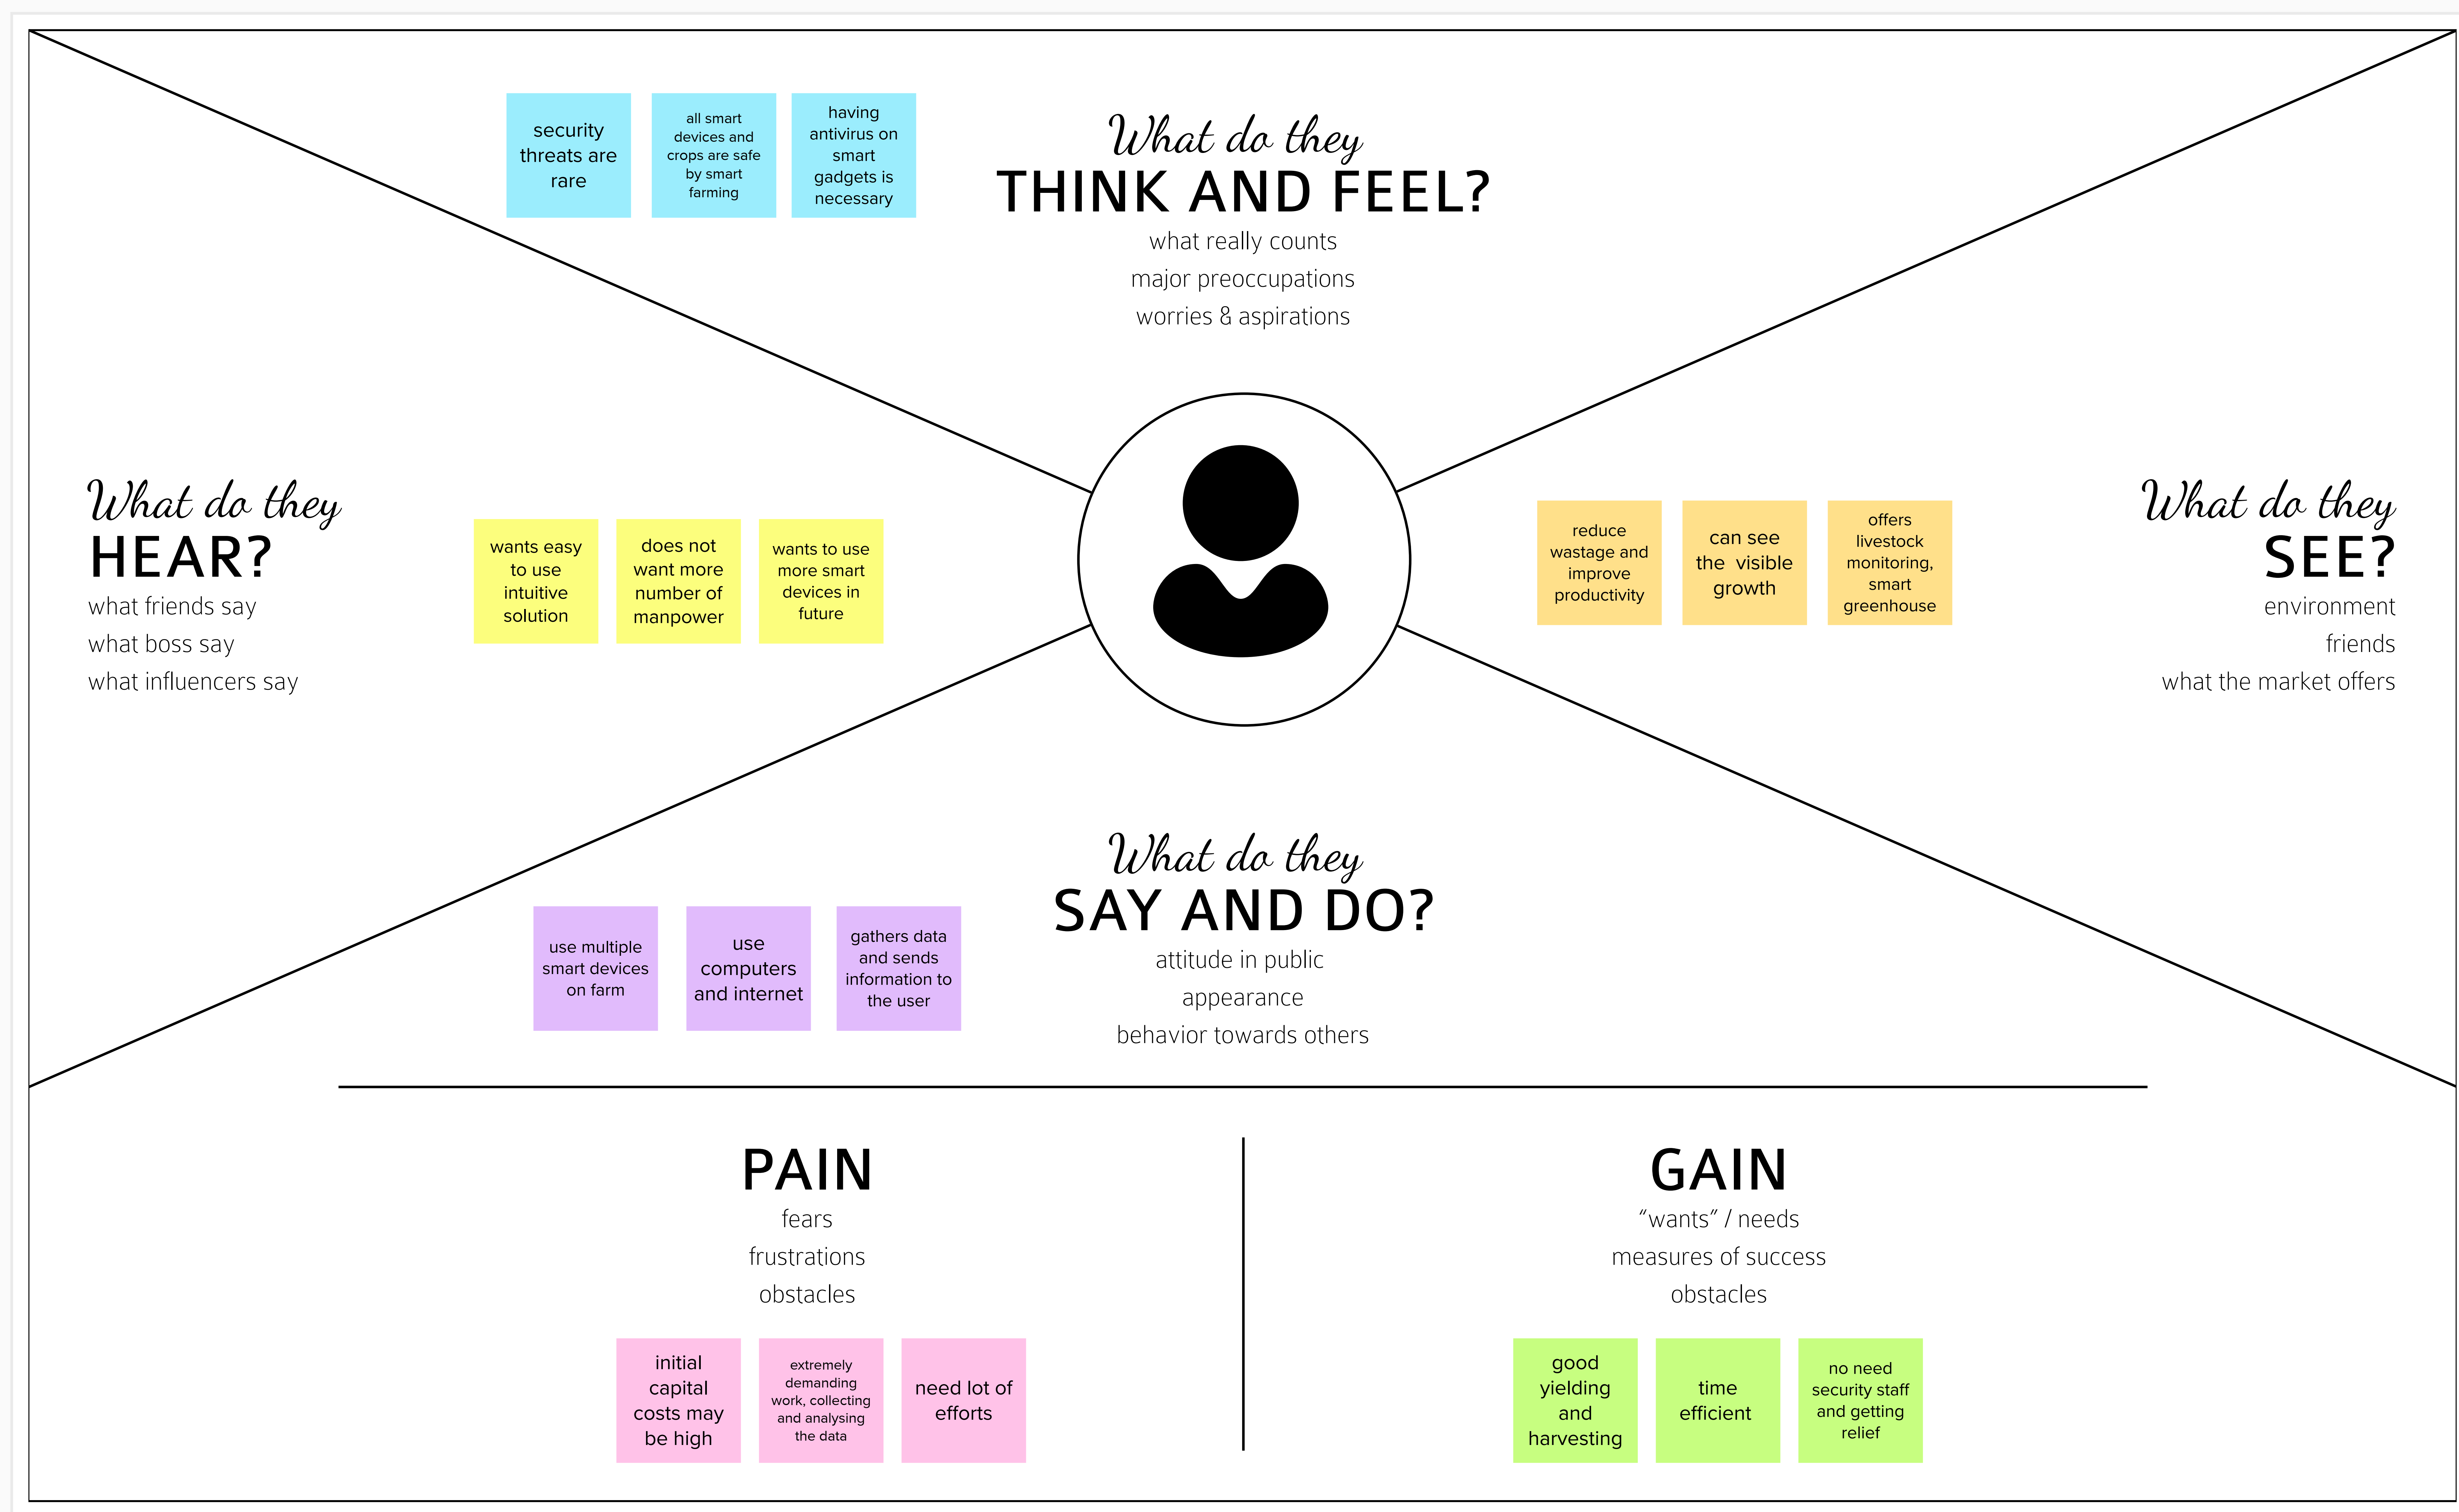 security
threats are
rare
all smart
devices and
crops are safe
by smart
farming
having
antivirus on
smart
gadgets is
necessary
What do they
THINK AND FEEL?
what really counts
major preoccupations
worries & aspirations
What do they
HEAR?
what friends say
what boss say
what influencers say
wants easy
to use
intuitive
solution
does not
want more
number of
manpower
wants to use
more smart
devices in
future
reduce
wastage and
improve
productivity
can see
the visible
growth
offers
livestock
monitoring,
smart
greenhouse
What do they
SEE?
environment
friends
what the market offers
What do they
SAY AND DO?
attitude in public
appearance
behavior towards others
use multiple
smart devices
on farm
use
computers
and internet
gathers data
and sends
information to
the user
PAIN
fears
frustrations
obstacles
initial
capital
costs may
be high
extremely
demanding
work, collecting
and analysing
the data
need lot of
efforts
GAIN
“wants” / needs
measures of success
obstacles
good
yielding
and
harvesting
time
efficient
no need
security staff
and getting
relief